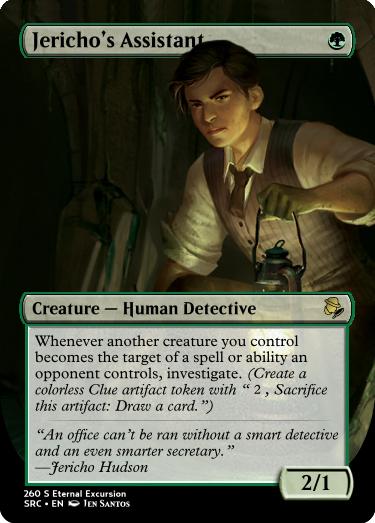 Jericho's Assistant
Creature — Human Detective
Whenever another creature you control
becomes the target of a spell or ability an
opponent controls, investigate. (Create a
colorless Clue artifact token with “ 2 , Sacrifice
this artifact: Draw a card.”)
“An office can't be ran without a smart detective
and an even smarter secretary.”
—Jericho Hudson
2/1
260 S Eternal Excursion
SRC • EN Jen Santos